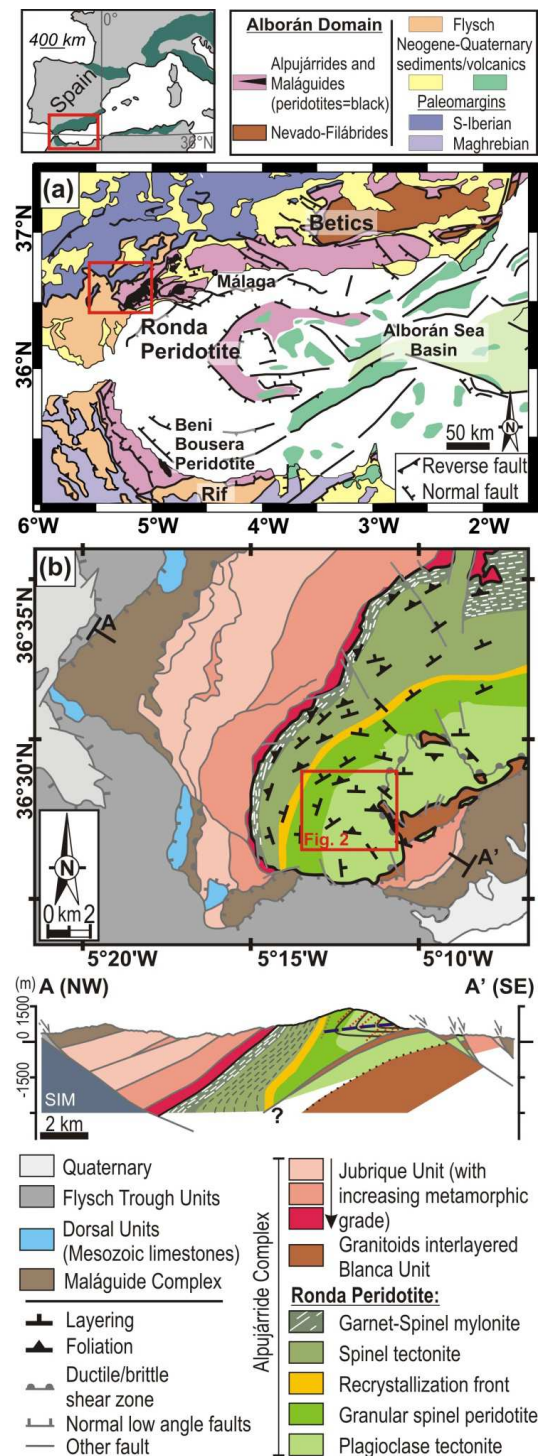 400 km
0°
Spain
36°N
Alborán Domain
Alpujárrides and
Maláguides
(peridotites=black)
Nevado-Filábrides
Flysch
Neogene-Quaternary
sediments/volcanics
Paleomargins
S-Iberian
Maghrebian
(a)
37°N
36°N
Betics
Málaga
Ronda
Peridotite
Alborán Sea
Basin
Beni
Bousera
Peridotite
Rif
N
50 km
Reverse fault
Normal fault
6°W
5°W
4°W
3°W
2°W
(b)
36°35'N
36°30'N
A
A'
Fig. 2
N
0 km 2
5°20'W
5°15'W
5°10'W
(m)
A (NW)
A' (SE)
1500
0
-1500
SIM
?
2 km
Quaternary
Flysch Trough Units
Dorsal Units
(Mesozoic limestones)
Maláguide Complex
Layering
Foliation
Ductile/brittle
shear zone
Normal low angle faults
Other fault
Alpujárride Complex
Jubrique Unit (with
increasing metamorphic
grade)
Granitoids interlayered
Blanca Unit
Ronda Peridotite:
Garnet-Spinel mylonite
Spinel tectonite
Recrystallization front
Granular spinel peridotite
Plagioclase tectonite